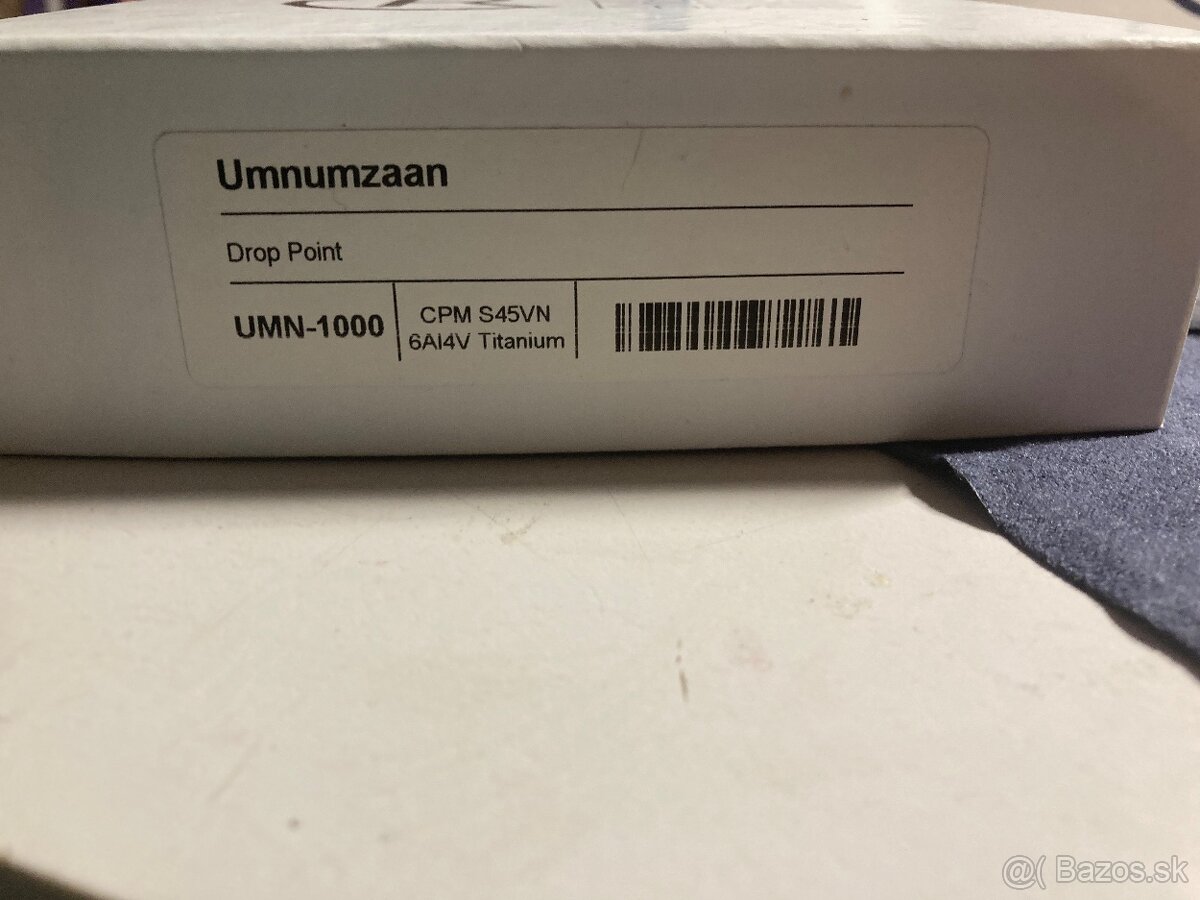 Umnumzaan
Drop Point
UMN-1000
CPM S45VN
6Al4V Titanium
@( Bazos.sk